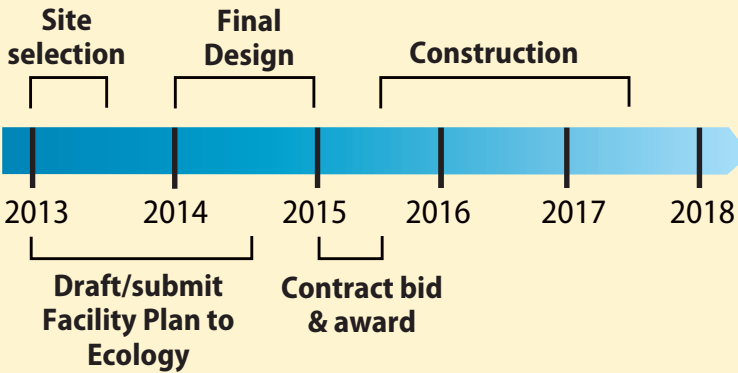 Site
selection
Final
Design
Construction
2013
2014
2015
2016
2017
2018
Draft/submit
Facility Plan to
Ecology
Contract bid
& award